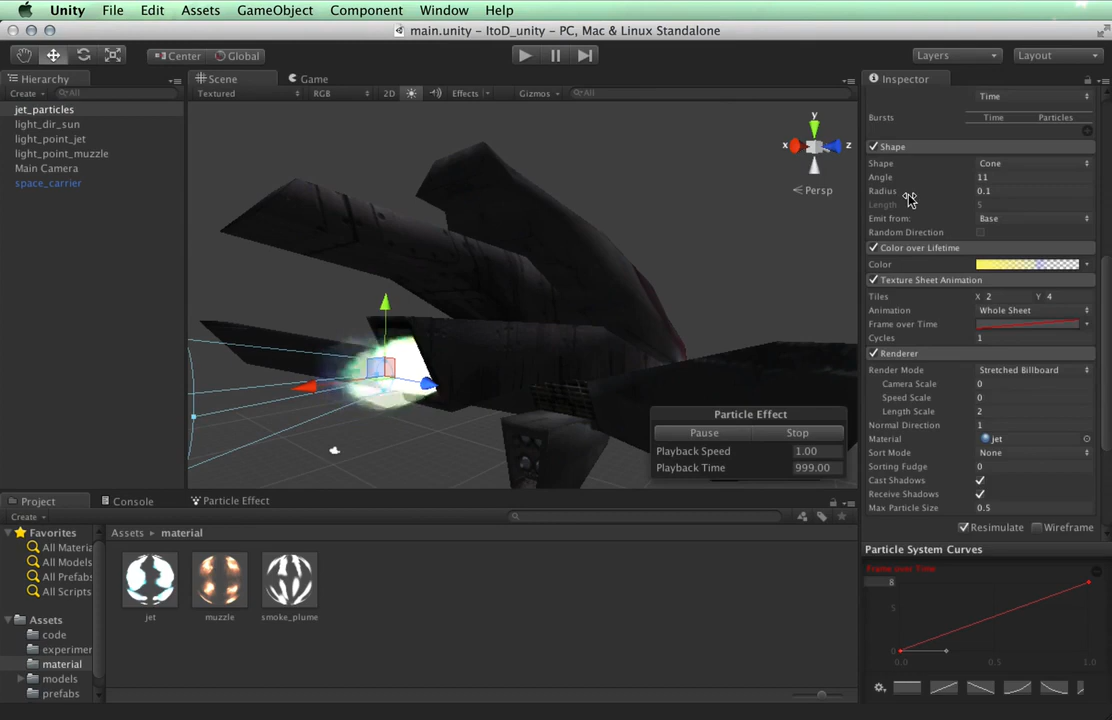 Unity File Edit Assets GameObject Component Window Help
main.unity - ItoD_unity - PC, Mac & Linux Standalone
Center Global Layers Layout
Hierarchy Scene Game Inspector
Create All Textured RGB 2D Effects Gizmos All
jet_particles
light_dir_sun
light_point_jet
light_point_muzzle
Main Camera
space_carrier
y
x z
Persp
Particle Effect
Pause Stop
Playback Speed 1.00
Playback Time 999.00
Time
Bursts Time Particles
Shape
Shape Cone
Angle 11
Radius 0.1
Length 5
Emit from: Base
Random Direction
Color over Lifetime
Color
Texture Sheet Animation
Tiles X 2 Y 4
Animation Whole Sheet
Frame over Time
Cycles 1
Renderer
Render Mode Stretched Billboard
Camera Scale 0
Speed Scale 0
Length Scale 2
Normal Direction 1
Material jet
Sort Mode None
Sorting Fudge 0
Cast Shadows
Receive Shadows
Max Particle Size 0.5
Resimulate Wireframe
Particle System Curves
Frame over Time
8
5
0
0.0 0.5 1.0
Project Console Particle Effect
Create
Favorites
All Materia
All Models
All Prefabs
All Scripts
Assets
code
experimen
material
models
prefabs
Assets material
jet muzzle smoke_plume